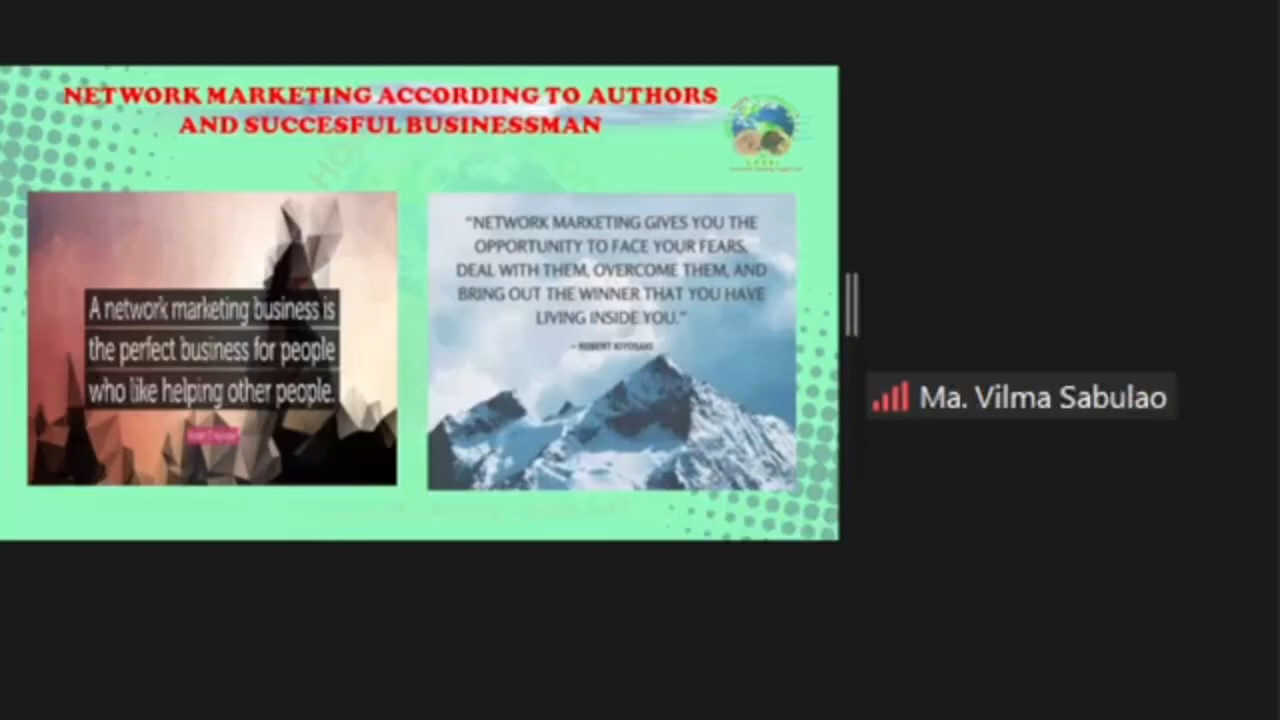 NETWORK MARKETING ACCORDING TO AUTHORS
AND SUCCESFUL BUSINESSMAN
A network marketing business is
the perfect business for people
who like helping other people.
"NETWORK MARKETING GIVES YOU THE
OPPORTUNITY TO FACE YOUR FEARS,
DEAL WITH THEM, OVERCOME THEM, AND
BRING OUT THE WINNER THAT YOU HAVE
LIVING INSIDE YOU."
- ROBERT KIYOSAKI
Ma. Vilma Sabulao